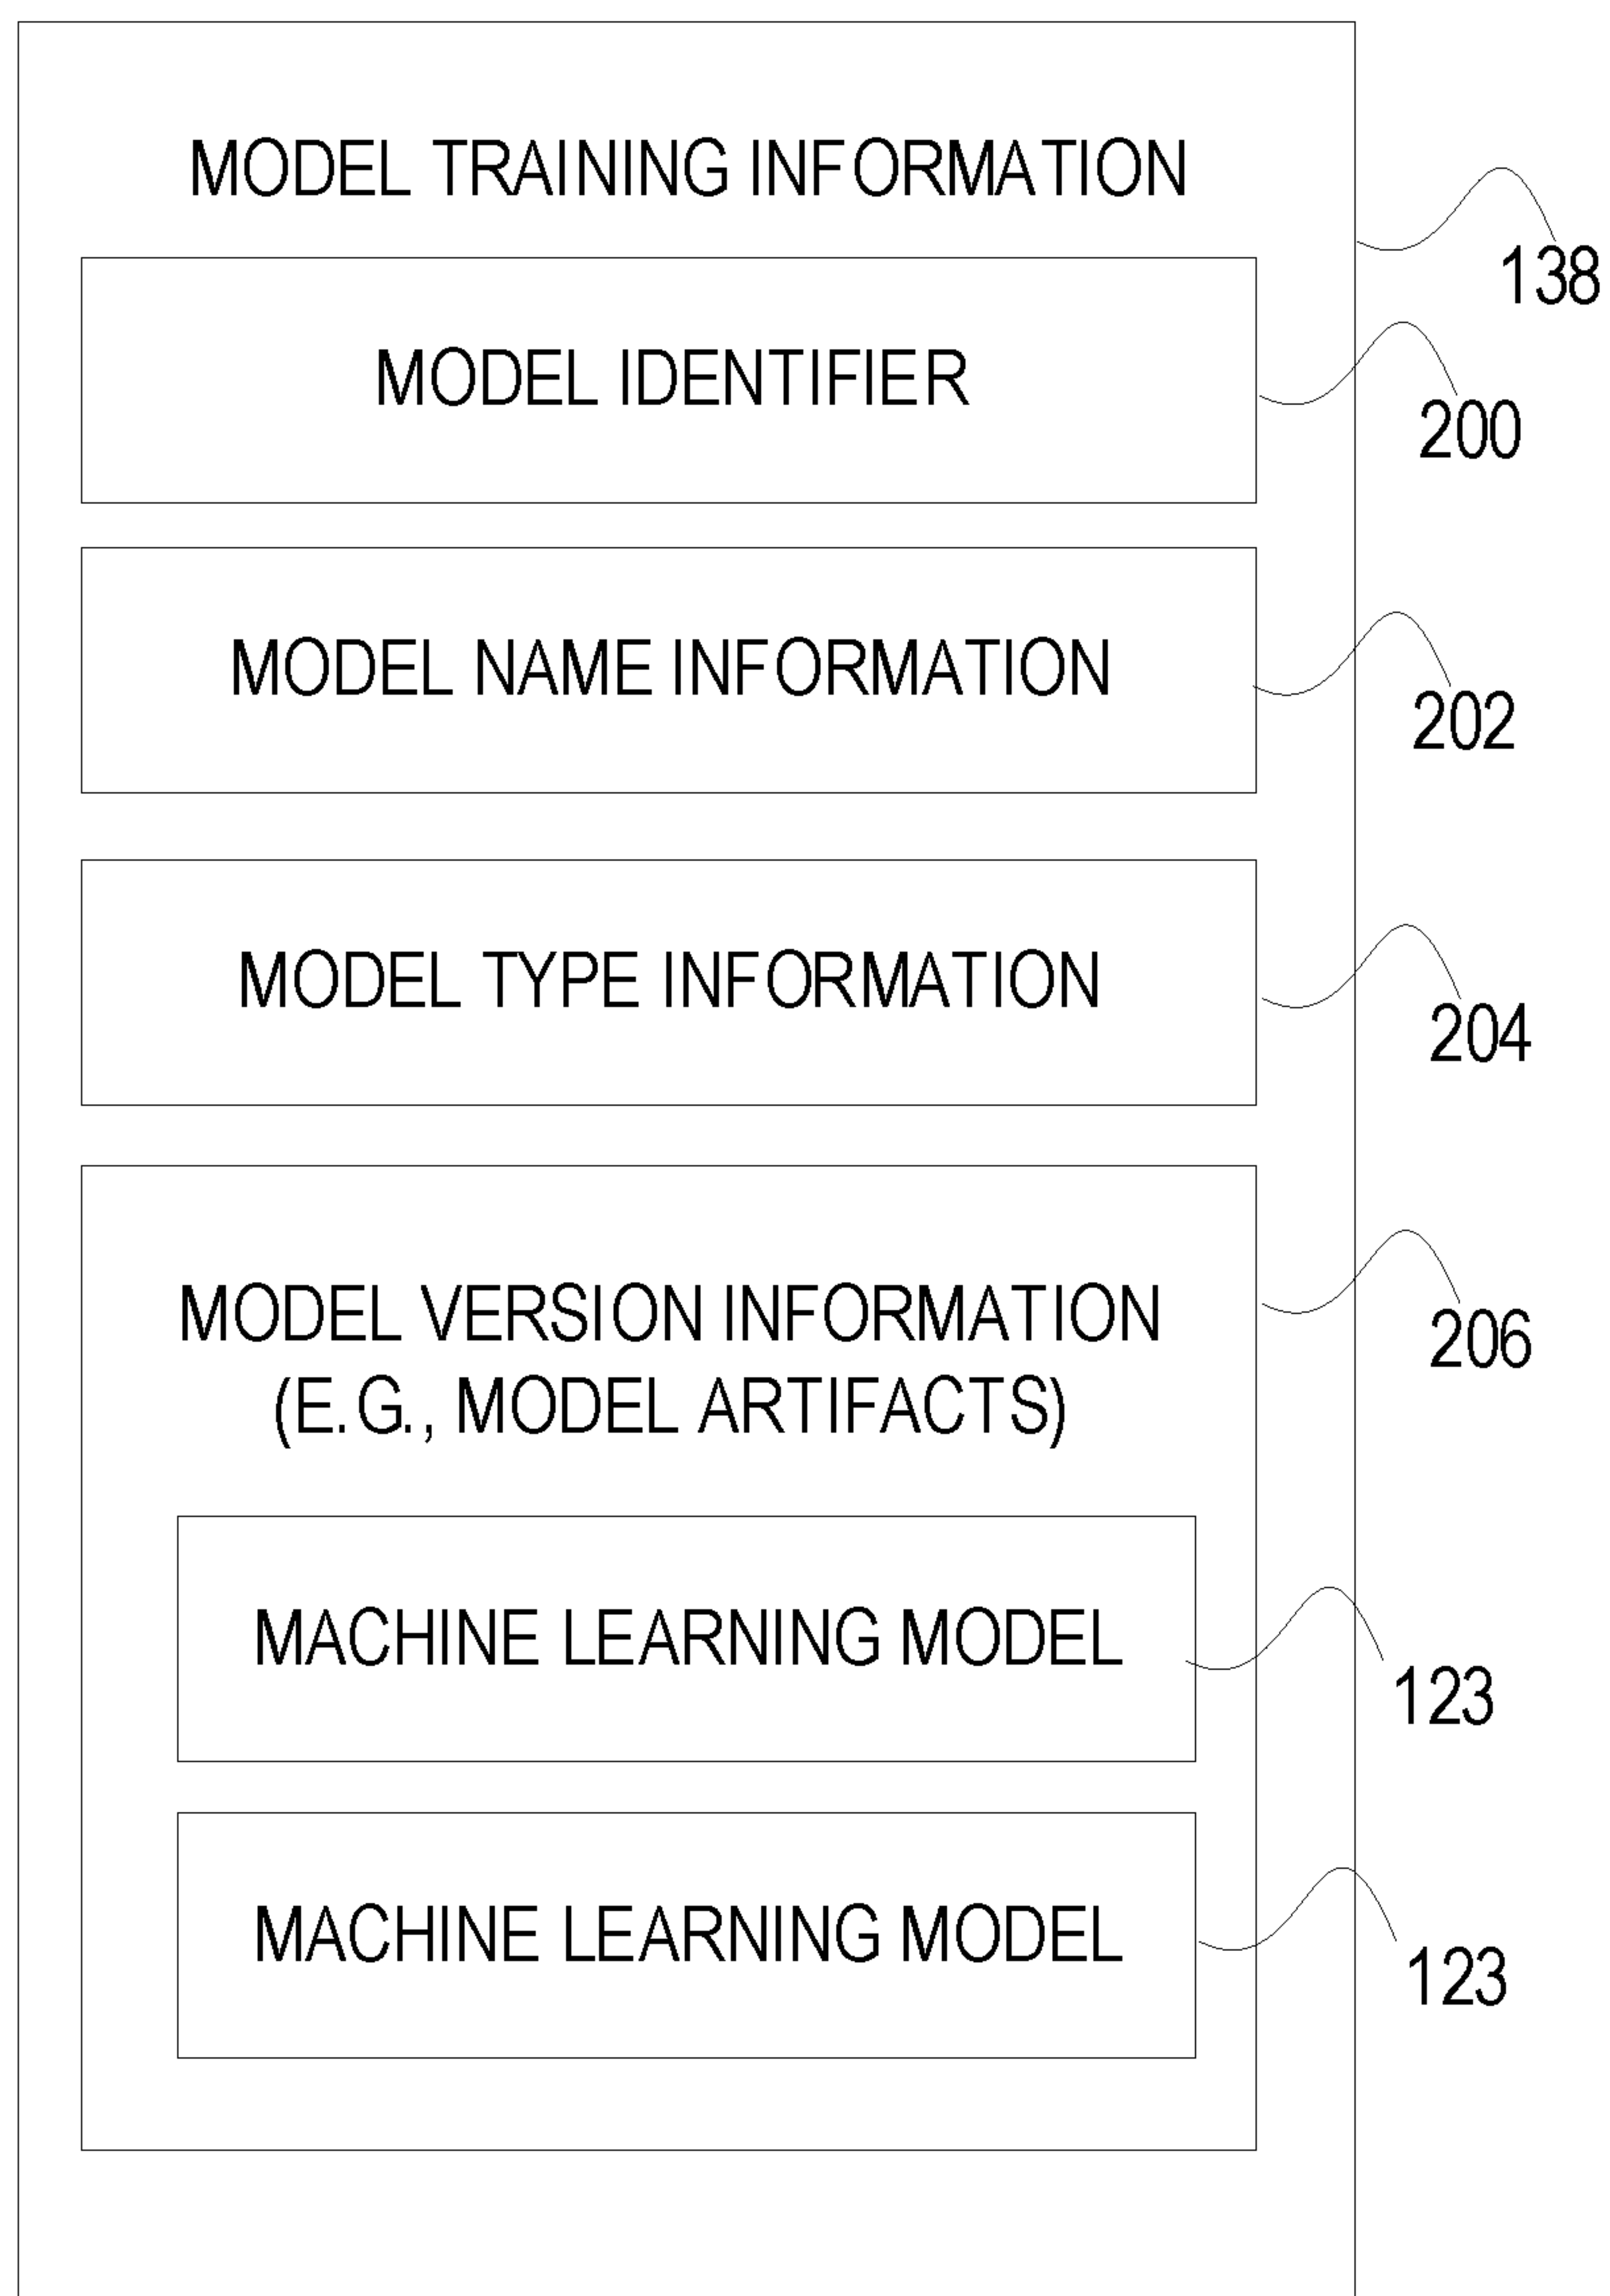 MODEL TRAINING INFORMATION
138
MODEL IDENTIFIER
200
MODEL NAME INFORMATION
202
MODEL TYPE INFORMATION
204
MODEL VERSION INFORMATION
(E.G., MODEL ARTIFACTS)
206
MACHINE LEARNING MODEL
123
MACHINE LEARNING MODEL
123